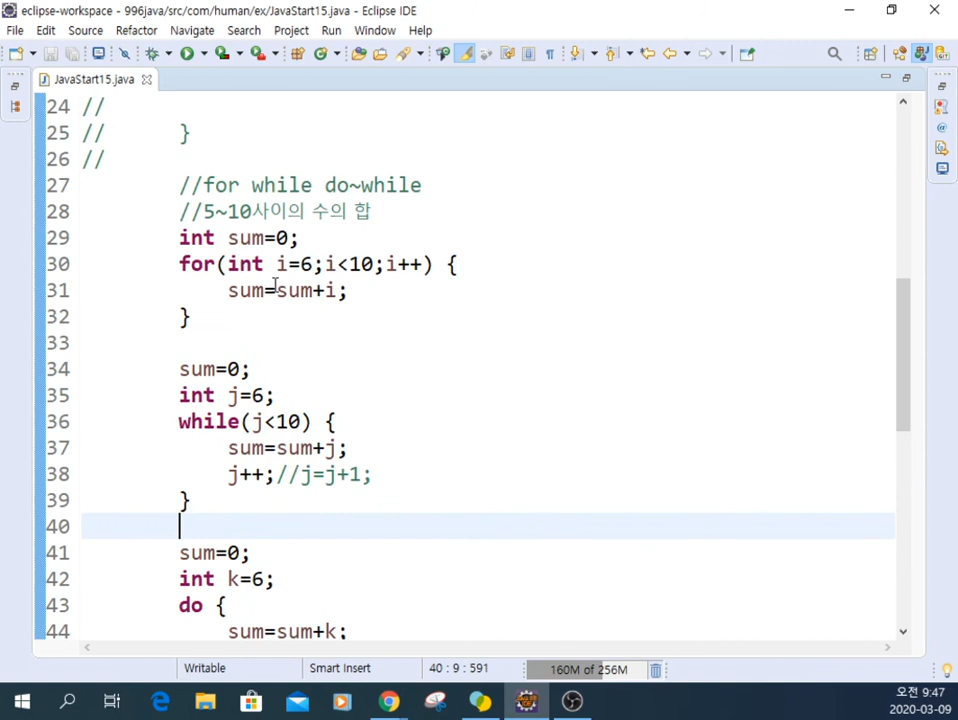 eclipse-workspace - 996java/src/com/human/ex/JavaStart15.java - Eclipse IDE
File Edit Source Refactor Navigate Search Project Run Window Help
JavaStart15.java
24 //
25 // }
26 //
27 //for while do~while
28 //5~10사이의 수의 합
29 int sum=0;
30 for(int i=6;i<10;i++) {
31 sum=sum+i;
32 }
33
34 sum=0;
35 int j=6;
36 while(j<10) {
37 sum=sum+j;
38 j++;//j=j+1;
39 }
40
41 sum=0;
42 int k=6;
43 do {
44 sum=sum+k;
Writable Smart Insert 40 : 9 : 591 160M of 256M
오전 9:47
2020-03-09